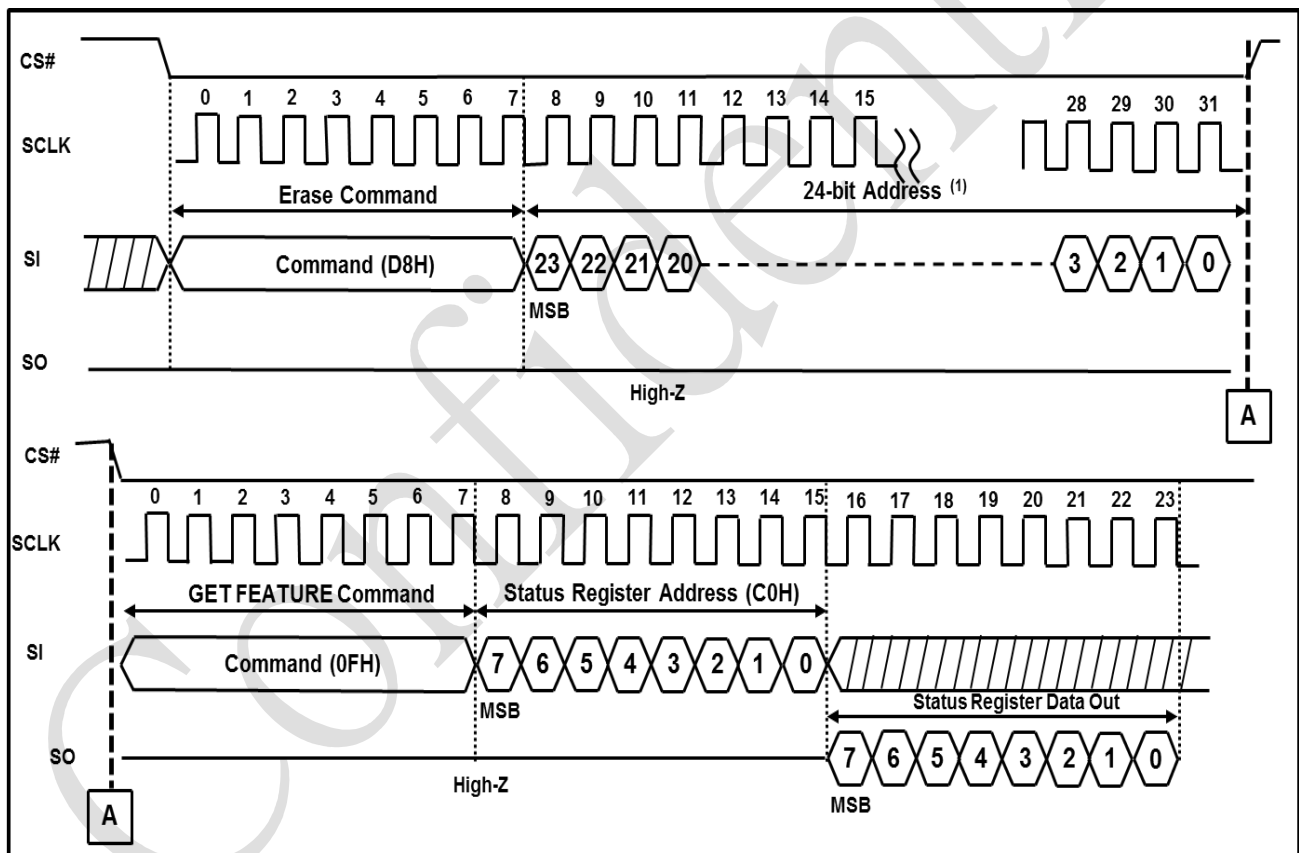 CS#
0 1 2 3 4 5 6 7 8 9 10 11 12 13 14 15 28 29 30 31
SCLK
Erase Command 24-bit Address (1)
SI Command (D8H) 23 22 21 20 3 2 1 0
MSB
SO
High-Z
A
CS#
0 1 2 3 4 5 6 7 8 9 10 11 12 13 14 15 16 17 18 19 20 21 22 23
SCLK
GET FEATURE Command Status Register Address (C0H)
SI Command (0FH) 7 6 5 4 3 2 1 0
MSB Status Register Data Out
SO 7 6 5 4 3 2 1 0
High-Z
A MSB
Confidenti